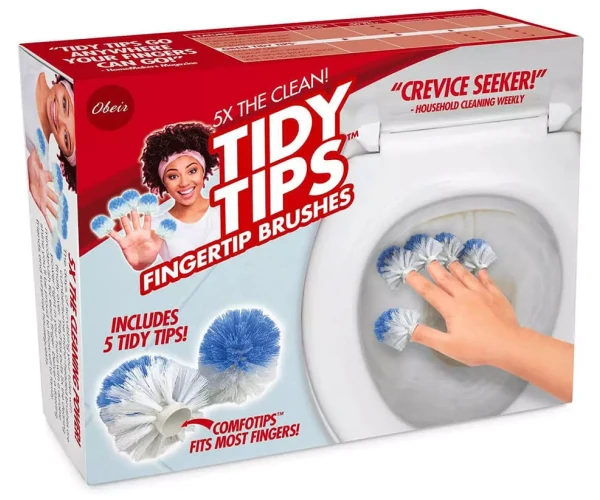 "TIDY TIPS GO
ANYWHERE
YOUR FINGERS
CAN GO!"
- HomeMakers Magazine
Obeir
5X THE CLEAN!
TIDY
TIPS™
FINGERTIP BRUSHES
"CREVICE SEEKER!"
- HOUSEHOLD CLEANING WEEKLY
INCLUDES
5 TIDY TIPS!
COMFOTIPS™
FITS MOST FINGERS!
5X THE CLEANING POWER!